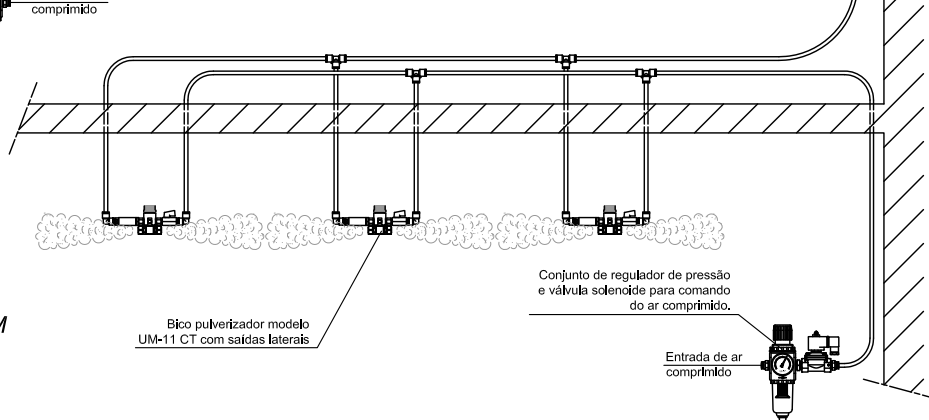 comprimido
Conjunto de regulador de pressão
e válvula solenoide para comando
do ar comprimido.
M
Bico pulverizador modelo
UM-11 CT com saídas laterais
Entrada de ar
comprimido